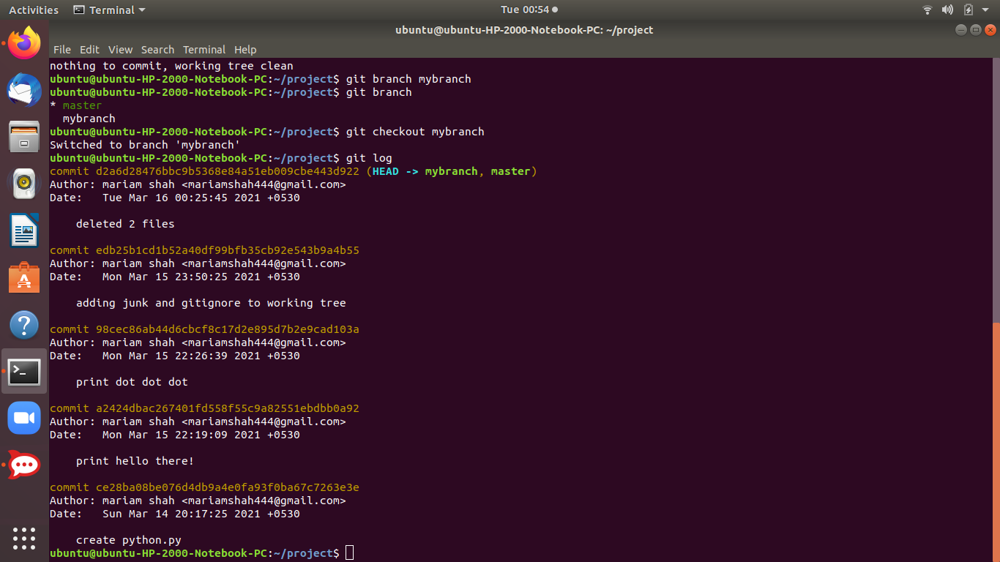 Activities Terminal Tue 00:54
ubuntu@ubuntu-HP-2000-Notebook-PC: ~/project
File Edit View Search Terminal Help
nothing to commit, working tree clean
ubuntu@ubuntu-HP-2000-Notebook-PC:~/project$ git branch mybranch
ubuntu@ubuntu-HP-2000-Notebook-PC:~/project$ git branch
* master
  mybranch
ubuntu@ubuntu-HP-2000-Notebook-PC:~/project$ git checkout mybranch
Switched to branch 'mybranch'
ubuntu@ubuntu-HP-2000-Notebook-PC:~/project$ git log
commit d2a6d28476bbc9b5368e84a51eb009cbe443d922 (HEAD -> mybranch, master)
Author: mariam shah <mariamshah444@gmail.com>
Date:   Tue Mar 16 00:25:45 2021 +0530
    deleted 2 files
commit edb25b1cd1b52a40df99bfb35cb92e543b9a4b55
Author: mariam shah <mariamshah444@gmail.com>
Date:   Mon Mar 15 23:50:25 2021 +0530
    adding junk and gitignore to working tree
commit 98cec86ab44d6cbcf8c17d2e895d7b2e9cad103a
Author: mariam shah <mariamshah444@gmail.com>
Date:   Mon Mar 15 22:26:39 2021 +0530
    print dot dot dot
commit a2424dbac267401fd558f55c9a82551ebdbb0a92
Author: mariam shah <mariamshah444@gmail.com>
Date:   Mon Mar 15 22:19:09 2021 +0530
    print hello there!
commit ce28ba08be076d4db9a4e0fa93f0ba67c7263e3e
Author: mariam shah <mariamshah444@gmail.com>
Date:   Sun Mar 14 20:17:25 2021 +0530
    create python.py
ubuntu@ubuntu-HP-2000-Notebook-PC:~/project$